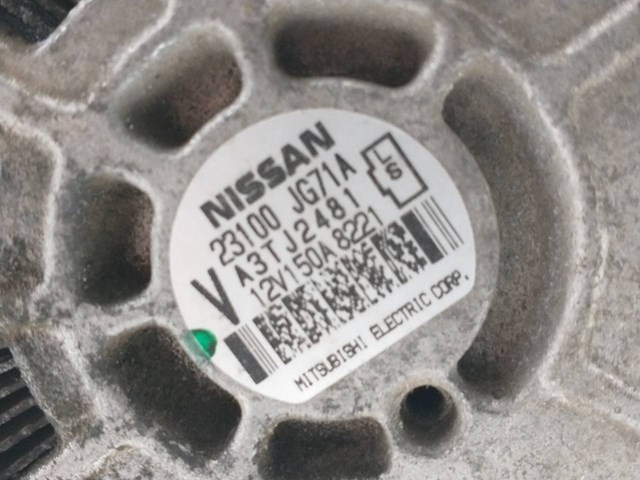 NISSAN
23100 JG71A
L S
V A3TJ2481
12V150A 8221
MITSUBISHI ELECTRIC CORP.